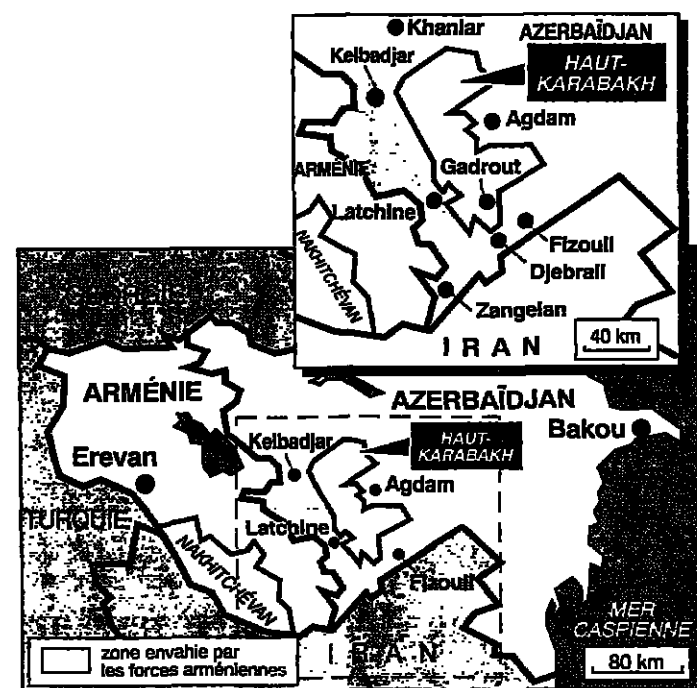 Khanlar
AZERBAÏDJAN
Kelbadjar
HAUT-
KARABAKH
Agdam
ARMÉNIE
Gadrout
Latchine
Fizouli
Djebrail
NAKHITCHÉVAN
Zangelan
IRAN
40 km
ARMÉNIE
AZERBAÏDJAN
Kelbadjar
HAUT-
KARABAKH
Bakou
Erevan
Agdam
TURQUIE
Latchine
NAKHITCHÉVAN
Fizouli
MER
CASPIENNE
zone envahie par
les forces arméniennes
80 km